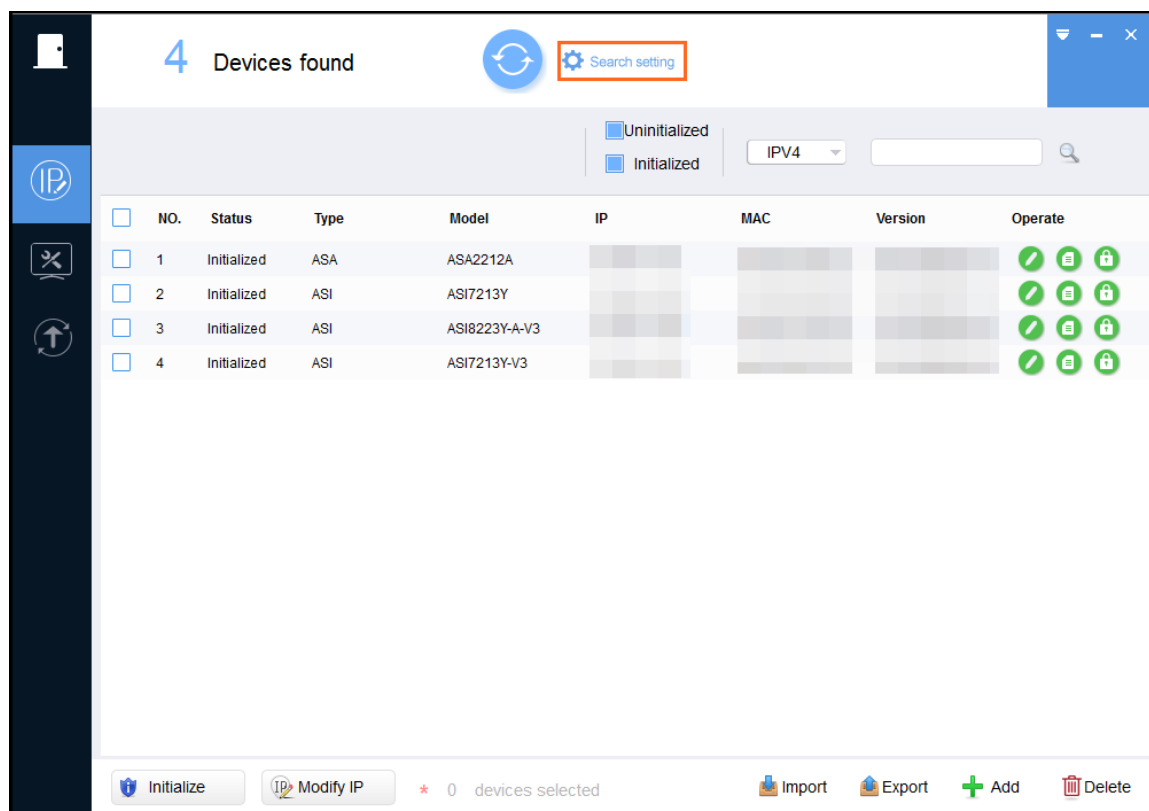 4 Devices found Search setting
Uninitialized
Initialized IPV4
IP
NO. Status Type Model IP MAC Version Operate
1 Initialized ASA ASA2212A
2 Initialized ASI ASI7213Y
3 Initialized ASI ASI8223Y-A-V3
4 Initialized ASI ASI7213Y-V3
Initialize IP Modify IP * 0 devices selected Import Export Add Delete